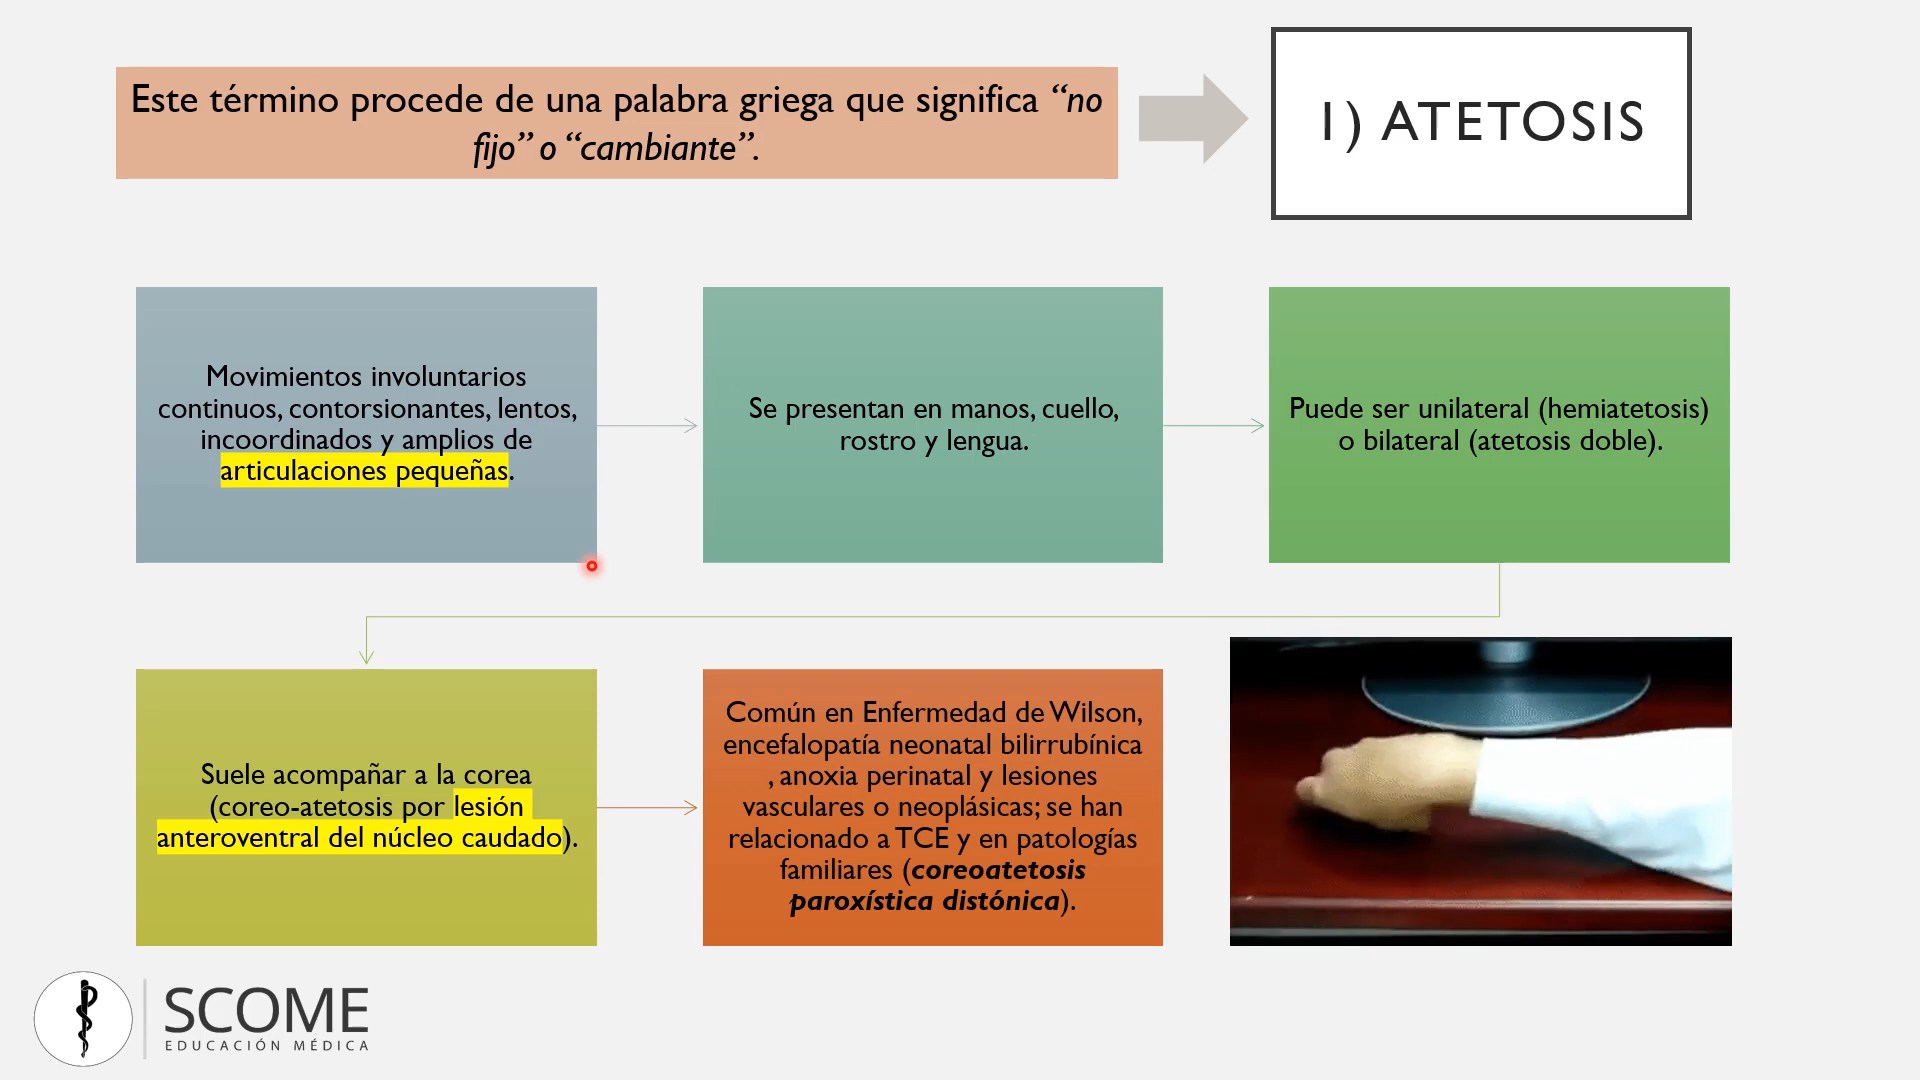 Este término procede de una palabra griega que significa “no
fijo” o “cambiante”.
1) ATETOSIS
Movimientos involuntarios
continuos, contorsionantes, lentos,
incoordinados y amplios de
articulaciones pequeñas.
Se presentan en manos, cuello,
rostro y lengua.
Puede ser unilateral (hemiatetosis)
o bilateral (atetosis doble).
Suele acompañar a la corea
(coreo-atetosis por lesión
anteroventral del núcleo caudado).
Común en Enfermedad de Wilson,
encefalopatía neonatal bilirrubínica
, anoxia perinatal y lesiones
vasculares o neoplásicas; se han
relacionado a TCE y en patologías
familiares (coreoatetosis
paroxística distónica).
SCOME
EDUCACIÓN MÉDICA